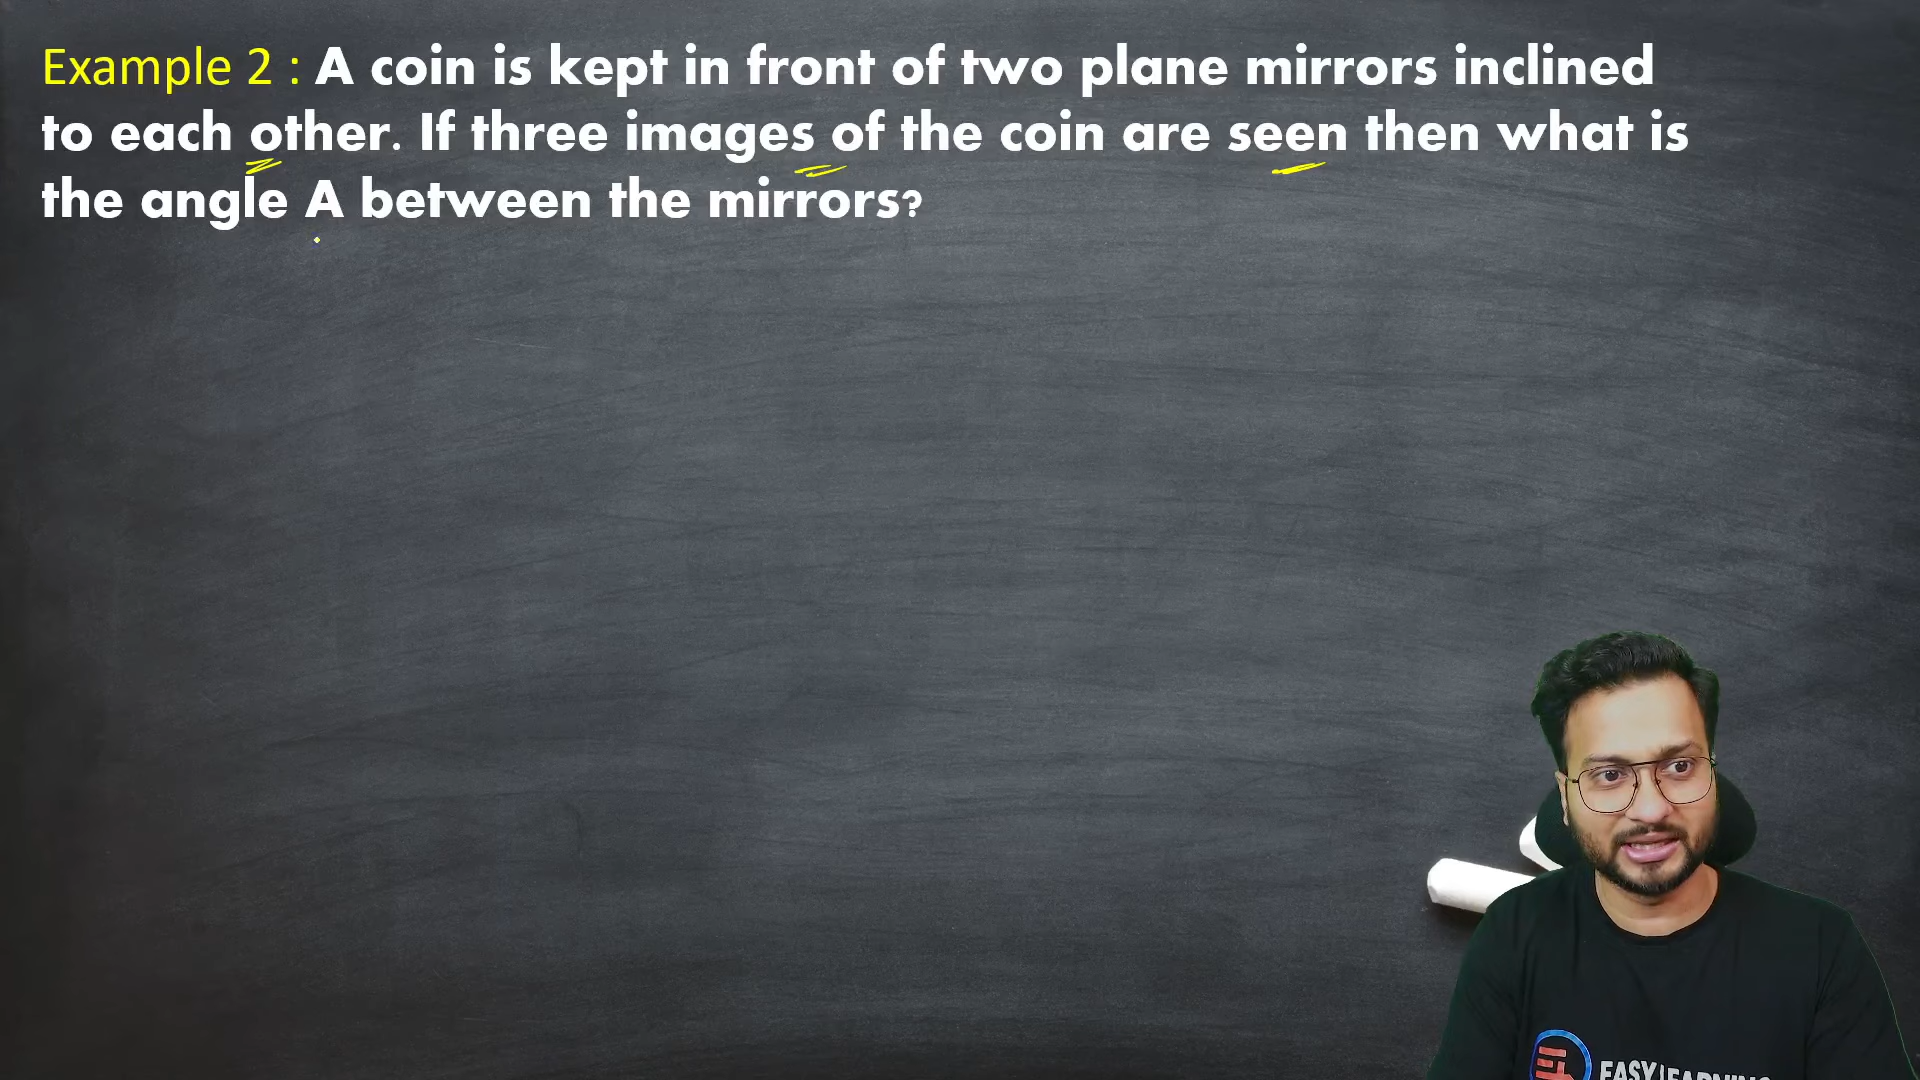 Example 2 : A coin is kept in front of two plane mirrors inclined
to each other. If three images of the coin are seen then what is
the angle A between the mirrors?